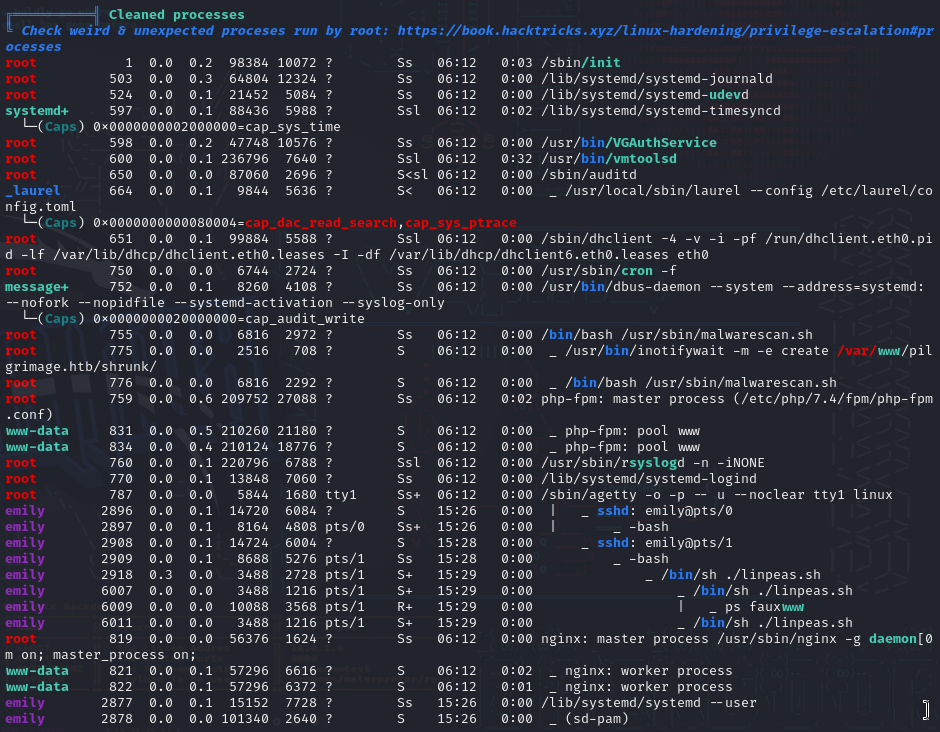 ╔══════════╣ Cleaned processes
╚ Check weird & unexpected proceses run by root: https://book.hacktricks.xyz/linux-hardening/privilege-escalation#pr
ocesses
root           1  0.0  0.2  98384 10072 ?        Ss   06:12   0:03 /sbin/init
root         503  0.0  0.3  64804 12324 ?        Ss   06:12   0:00 /lib/systemd/systemd-journald
root         524  0.0  0.1  21452  5084 ?        Ss   06:12   0:00 /lib/systemd/systemd-udevd
systemd+     597  0.0  0.1  88436  5988 ?        Ssl  06:12   0:02 /lib/systemd/systemd-timesyncd
  └─(Caps) 0x0000000002000000=cap_sys_time
root         598  0.0  0.2  47748 10576 ?        Ss   06:12   0:00 /usr/bin/VGAuthService
root         600  0.0  0.1 236796  7640 ?        Ssl  06:12   0:32 /usr/bin/vmtoolsd
root         650  0.0  0.0  87060  2696 ?        S<sl 06:12   0:00 /sbin/auditd
_laurel      664  0.0  0.1   9844  5636 ?        S<   06:12   0:00  _ /usr/local/sbin/laurel --config /etc/laurel/co
nfig.toml
  └─(Caps) 0x0000000000080004=cap_dac_read_search,cap_sys_ptrace
root         651  0.0  0.1  99884  5588 ?        Ssl  06:12   0:00 /sbin/dhclient -4 -v -i -pf /run/dhclient.eth0.pi
d -lf /var/lib/dhcp/dhclient.eth0.leases -I -df /var/lib/dhcp/dhclient6.eth0.leases eth0
root         750  0.0  0.0   6744  2724 ?        Ss   06:12   0:00 /usr/sbin/cron -f
message+     752  0.0  0.1   8260  4108 ?        Ss   06:12   0:00 /usr/bin/dbus-daemon --system --address=systemd: 
--nofork --nopidfile --systemd-activation --syslog-only
  └─(Caps) 0x0000000020000000=cap_audit_write
root         755  0.0  0.0   6816  2972 ?        Ss   06:12   0:00 /bin/bash /usr/sbin/malwarescan.sh
root         775  0.0  0.0   2516   708 ?        S    06:12   0:00  _ /usr/bin/inotifywait -m -e create /var/www/pil
grimage.htb/shrunk/
root         776  0.0  0.0   6816  2292 ?        S    06:12   0:00  _ /bin/bash /usr/sbin/malwarescan.sh
root         759  0.0  0.6 209752 27088 ?        Ss   06:12   0:02 php-fpm: master process (/etc/php/7.4/fpm/php-fpm
.conf)
www-data     831  0.0  0.5 210260 21180 ?        S    06:12   0:00  _ php-fpm: pool www
www-data     834  0.0  0.4 210124 18776 ?        S    06:12   0:00  _ php-fpm: pool www
root         760  0.0  0.1 220796  6788 ?        Ssl  06:12   0:00 /usr/sbin/rsyslogd -n -iNONE
root         770  0.0  0.1  13848  7060 ?        Ss   06:12   0:00 /lib/systemd/systemd-logind
root         787  0.0  0.0   5844  1680 tty1     Ss+  06:12   0:00 /sbin/agetty -o -p -- u --noclear tty1 linux
emily       2896  0.0  0.1  14720  6084 ?        S    15:26   0:00  |   _ sshd: emily@pts/0
emily       2897  0.0  0.1   8164  4808 pts/0    Ss+  15:26   0:00  |       _ -bash
emily       2908  0.0  0.1  14724  6004 ?        S    15:28   0:00      _ sshd: emily@pts/1
emily       2909  0.0  0.1   8688  5276 pts/1    Ss   15:28   0:00          _ -bash
emily       2918  0.3  0.0   3488  2728 pts/1    S+   15:29   0:00              _ /bin/sh ./linpeas.sh
emily       6007  0.0  0.0   3488  1216 pts/1    S+   15:29   0:00                  _ /bin/sh ./linpeas.sh
emily       6009  0.0  0.0  10088  3568 pts/1    R+   15:29   0:00                  |   _ ps fauxwww
emily       6011  0.0  0.0   3488  1216 pts/1    S+   15:29   0:00                  _ /bin/sh ./linpeas.sh
root         819  0.0  0.0  56376  1624 ?        Ss   06:12   0:00 nginx: master process /usr/sbin/nginx -g daemon[0
m on; master_process on;
www-data     821  0.0  0.1  57296  6616 ?        S    06:12   0:02  _ nginx: worker process
www-data     822  0.0  0.1  57296  6372 ?        S    06:12   0:01  _ nginx: worker process
emily       2877  0.0  0.1  15152  7728 ?        Ss   15:26   0:00 /lib/systemd/systemd --user
emily       2878  0.0  0.0 101340  2640 ?        S    15:26   0:00  _ (sd-pam)